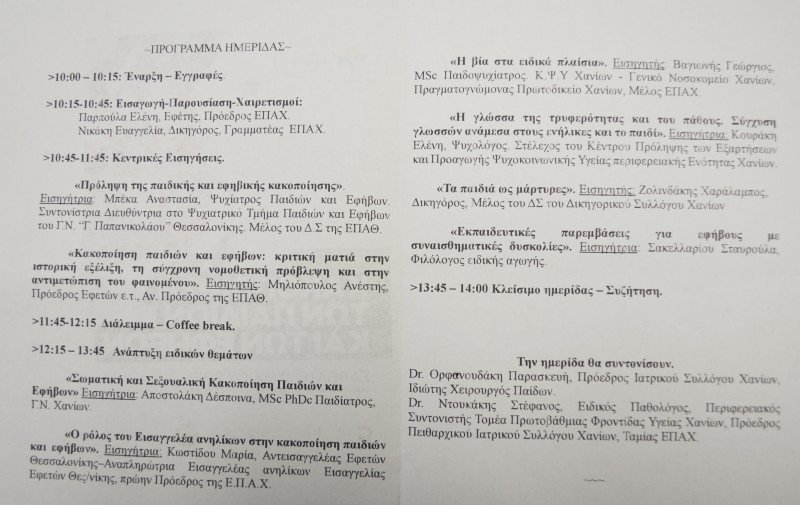 ~ΠΡΟΓΡΑΜΜΑ ΗΜΕΡΙΔΑΣ~
>10:00 – 10:15: Έναρξη – Εγγραφές.
>10:15-10:45: Εισαγωγή-Παρουσίαση-Χαιρετισμοί:
Παρπούλα Ελένη, Εφέτης, Πρόεδρος ΕΠΑΧ.
Νικάκη Ευαγγελία, Δικηγόρος, Γραμματέας ΕΠΑΧ.
>10:45-11:45: Κεντρικές Εισηγήσεις.
«Πρόληψη της παιδικής και εφηβικής κακοποίησης».
Εισηγήτρια: Μπέκα Αναστασία, Ψυχίατρος Παιδιών και Εφήβων.
Συντονίστρια Διευθύντρια στο Ψυχιατρικό Τμήμα Παιδιών και Εφήβων
του Γ.Ν. “Γ Παπανικολάου” Θεσσαλονίκης. Μέλος του Δ.Σ της ΕΠΑΘ.
«Κακοποίηση παιδιών και εφήβων: κριτική ματιά στην
ιστορική εξέλιξη, τη σύγχρονη νομοθετική πρόβλεψη και στην
αντιμετώπιση του φαινομένου». Εισηγητής: Μηλιόπουλος Ανέστης,
Πρόεδρος Εφετών ε.τ., Αν. Πρόεδρος της ΕΠΑΘ.
>11:45-12:15 Διάλειμμα – Coffee break.
>12:15 – 13:45 Ανάπτυξη ειδικών θεμάτων
«Σωματική και Σεξουαλική Κακοποίηση Παιδιών και
Εφήβων» Εισηγήτρια: Αποστολάκη Δέσποινα, MSc PhDc Παιδίατρος,
Γ.Ν. Χανίων.
«Ο ρόλος του Εισαγγελέα ανηλίκων στην κακοποίηση παιδιών
και εφήβων». Εισηγήτρια: Κωστίδου Μαρία, Αντεισαγγελέας Εφετών
Θεσσαλονίκης–Αναπληρώτρια Εισαγγελέας ανηλίκων Εισαγγελίας
Εφετών Θες/νίκης, πρώην Πρόεδρος της Ε.Π.Α.Χ.
«Η βία στα ειδικά πλαίσια». Εισηγητής: Βαγιωνής Γεώργιος,
MSc Παιδοψυχίατρος. Κ.Ψ.Υ Χανίων - Γενικό Νοσοκομείο Χανίων,
Πραγματογνώμονας Πρωτοδικείο Χανίων, Μέλος ΕΠΑΧ.
«Η γλώσσα της τρυφερότητας και του πάθους. Σύγχυση
γλωσσών ανάμεσα στους ενήλικες και το παιδί». Εισηγήτρια: Κουράκη
Ελένη, Ψυχολόγος. Στέλεχος του Κέντρου Πρόληψης των Εξαρτήσεων
και Προαγωγής Ψυχοκοινωνικής Υγείας περιφερειακής Ενότητας Χανίων.
«Τα παιδιά ως μάρτυρες». Εισηγητής: Ζολινδάκης Χαράλαμπος,
Δικηγόρος, Μέλος του ΔΣ του Δικηγορικού Συλλόγου Χανίων
«Εκπαιδευτικές παρεμβάσεις για εφήβους με
συναισθηματικές δυσκολίες». Εισηγήτρια: Σακελλαρίου Σταυρούλα,
Φιλόλογος ειδικής αγωγής.
>13:45 – 14:00 Κλείσιμο ημερίδας – Συζήτηση.
Την ημερίδα θα συντονίσουν.
Dr. Ορφανουδάκη Παρασκευή, Πρόεδρος Ιατρικού Συλλόγου Χανίων,
Ιδιώτης Χειρουργός Παίδων.
Dr. Ντουκάκης Στέφανος, Ειδικός Παθολόγος, Περιφερειακός
Συντονιστής Τομέα Πρωτοβάθμιας Φροντίδας Υγείας Χανίων, Πρόεδρος
Πειθαρχικού Ιατρικού Συλλόγου Χανίων, Ταμίας ΕΠΑΧ.